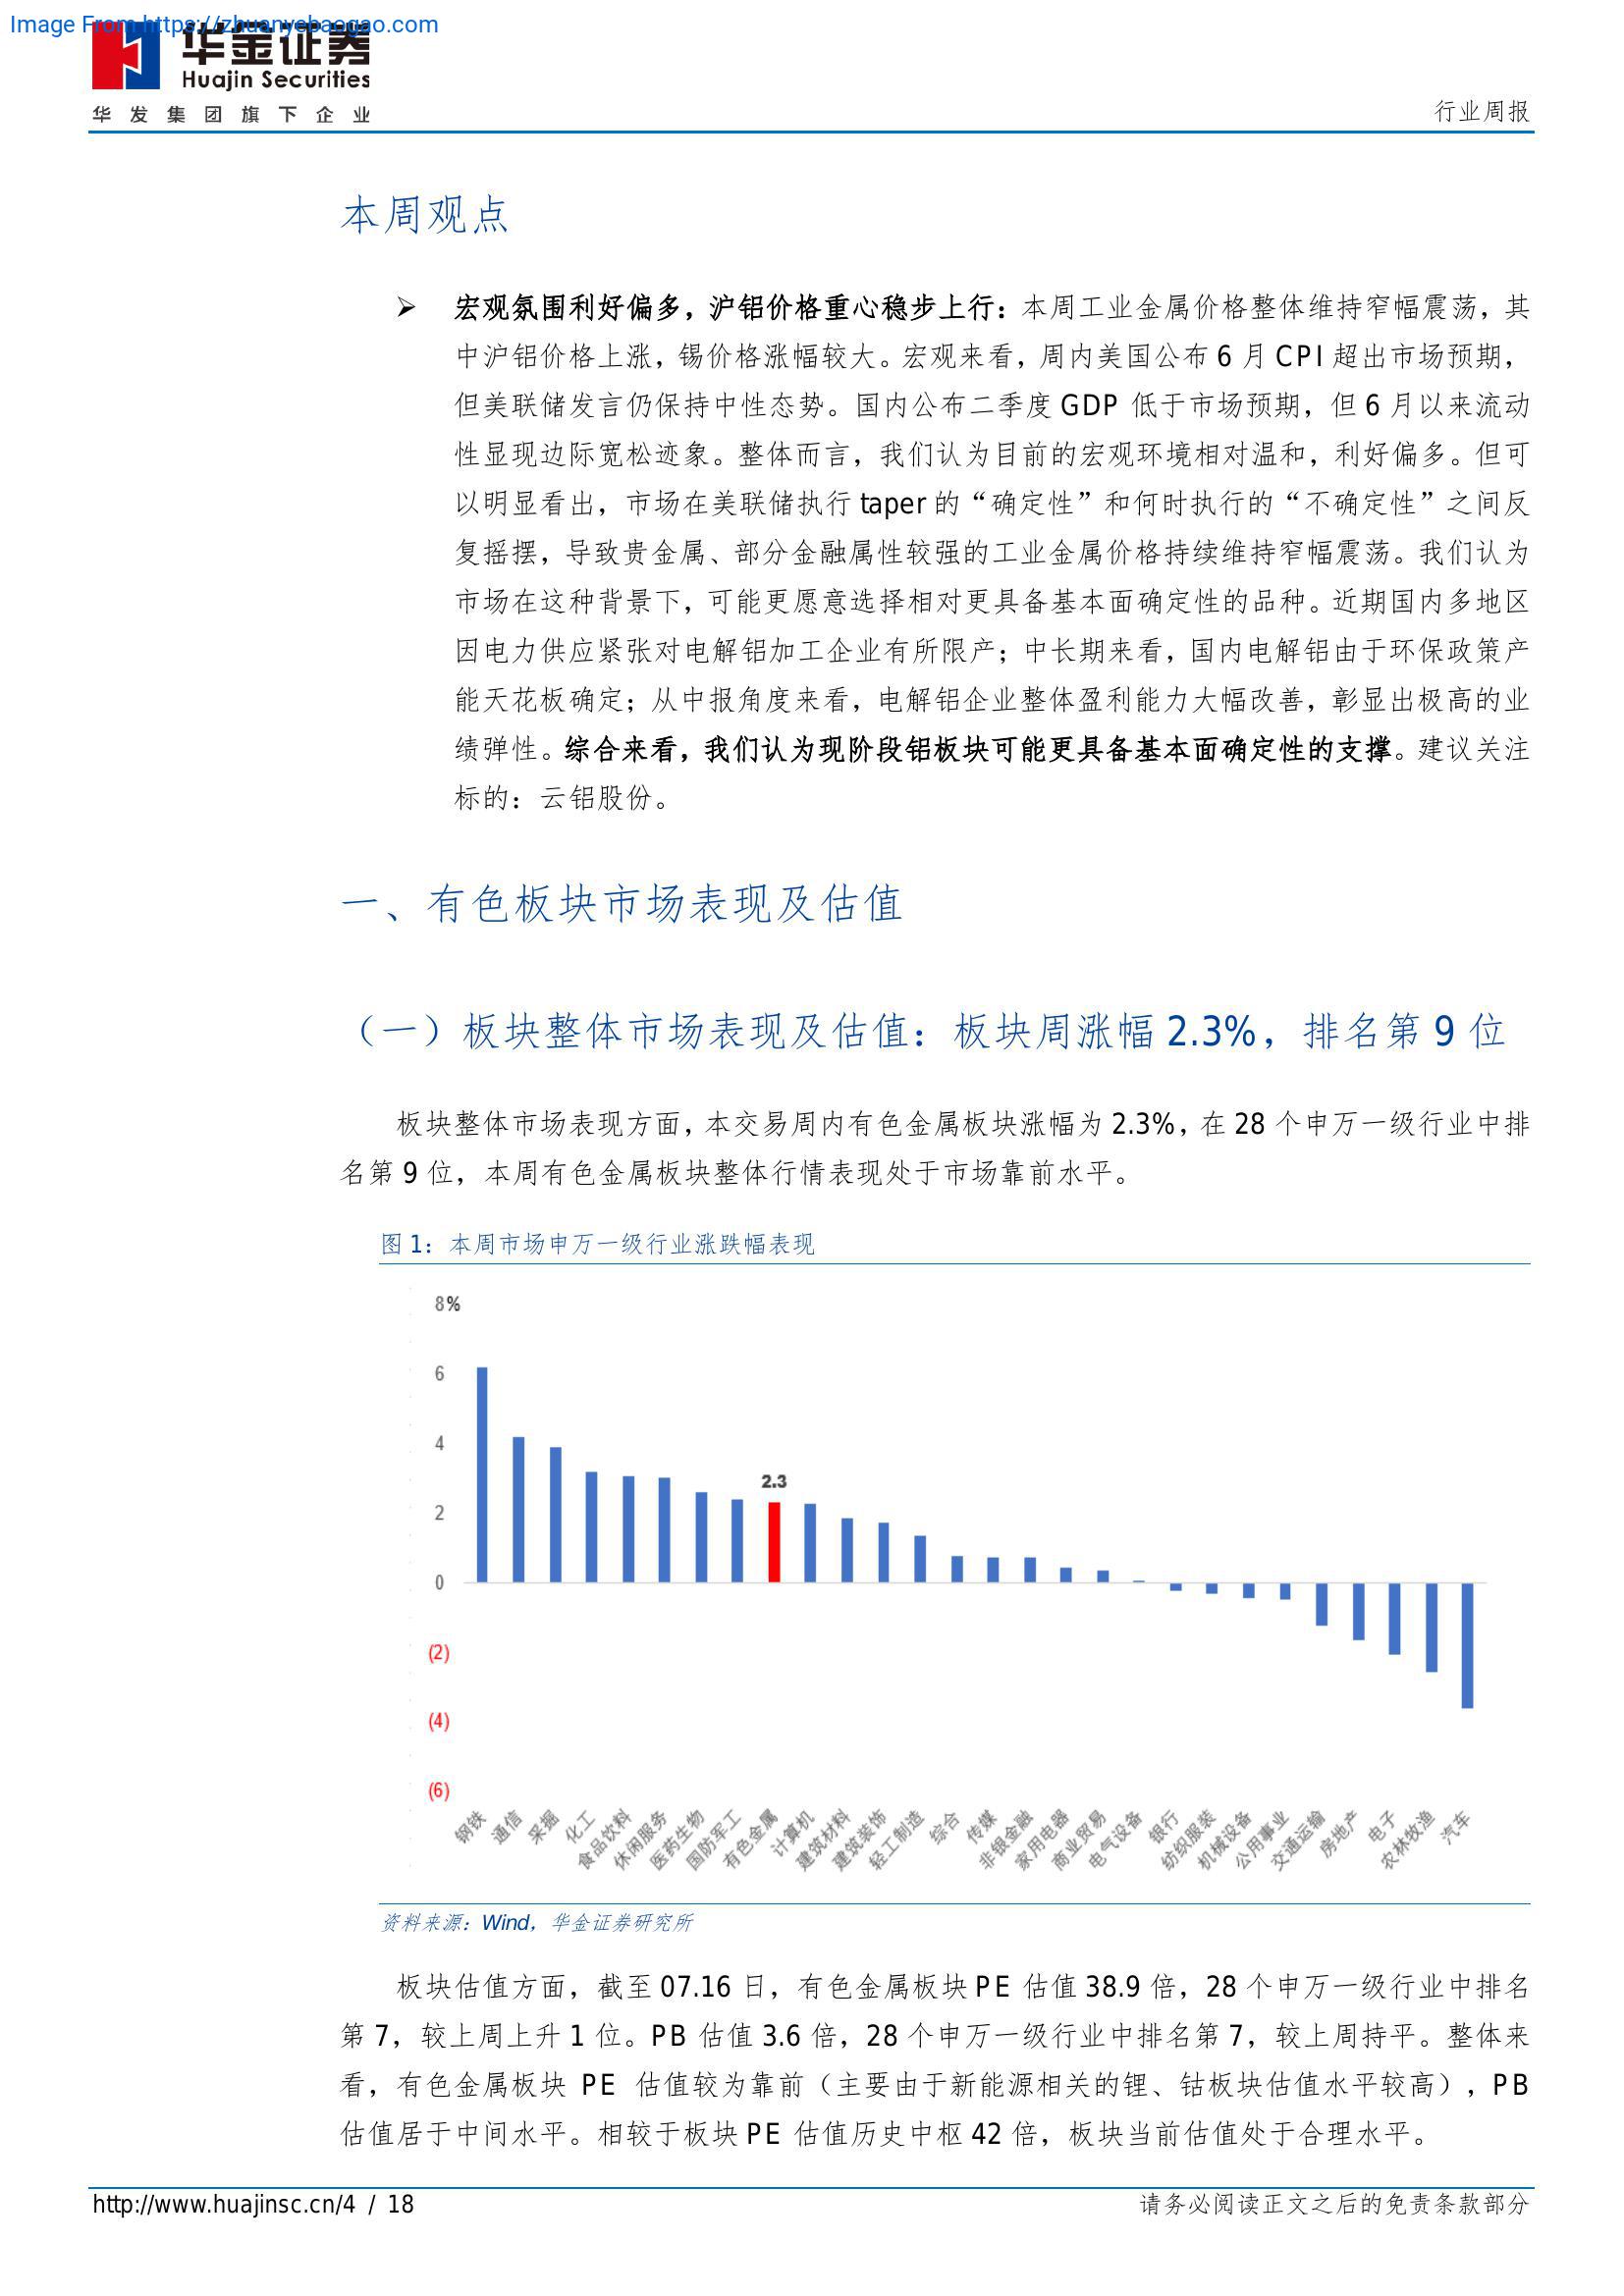 Image From https://zhuanyebaogao.com
华金证券
Huajin Securities
华发集团旗下企业
行业周报
本周观点
➢ 宏观氛围利好偏多，沪铝价格重心稳步上行：本周工业金属价格整体维持窄幅震荡，其
中沪铝价格上涨，锡价格涨幅较大。宏观来看，周内美国公布 6 月 CPI 超出市场预期，
但美联储发言仍保持中性态势。国内公布二季度 GDP 低于市场预期，但 6 月以来流动
性显现边际宽松迹象。整体而言，我们认为目前的宏观环境相对温和，利好偏多。但可
以明显看出，市场在美联储执行 taper 的“确定性”和何时执行的“不确定性”之间反
复摇摆，导致贵金属、部分金融属性较强的工业金属价格持续维持窄幅震荡。我们认为
市场在这种背景下，可能更愿意选择相对更具备基本面确定性的品种。近期国内多地区
因电力供应紧张对电解铝加工企业有所限产；中长期来看，国内电解铝由于环保政策产
能天花板确定；从中报角度来看，电解铝企业整体盈利能力大幅改善，彰显出极高的业
绩弹性。综合来看，我们认为现阶段铝板块可能更具备基本面确定性的支撑。建议关注
标的：云铝股份。
一、有色板块市场表现及估值
（一）板块整体市场表现及估值：板块周涨幅 2.3%，排名第 9 位
板块整体市场表现方面，本交易周内有色金属板块涨幅为 2.3%，在 28 个申万一级行业中排
名第 9 位，本周有色金属板块整体行情表现处于市场靠前水平。
图 1：本周市场申万一级行业涨跌幅表现
8%
6
4
2
0
(2)
(4)
(6)
2.3
钢铁 通信 采掘 化工 食品饮料 休闲服务 医药生物 国防军工 有色金属 计算机 建筑材料 建筑装饰 轻工制造 综合 传媒 非银金融 家用电器 商业贸易 电气设备 银行 纺织服装 机械设备 公用事业 交通运输 房地产 电子 农林牧渔 汽车
资料来源：Wind，华金证券研究所
板块估值方面，截至 07.16 日，有色金属板块 PE 估值 38.9 倍，28 个申万一级行业中排名
第 7，较上周上升 1 位。PB 估值 3.6 倍，28 个申万一级行业中排名第 7，较上周持平。整体来
看，有色金属板块 PE 估值较为靠前（主要由于新能源相关的锂、钴板块估值水平较高），PB
估值居于中间水平。相较于板块 PE 估值历史中枢 42 倍，板块当前估值处于合理水平。
http://www.huajinsc.cn/4 / 18
请务必阅读正文之后的免责条款部分